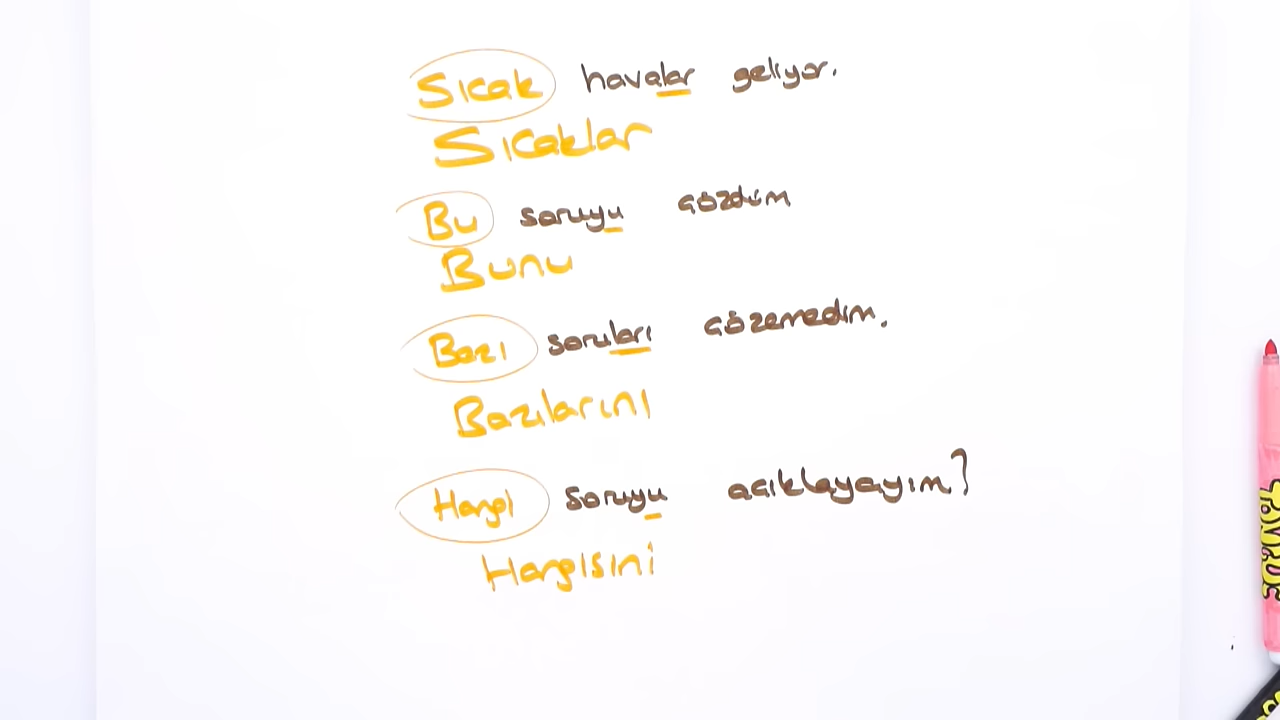 Sıcak havalar geliyor.
Sıcaklar
Bu soruyu çözdüm
Bunu
Bazı soruları çözemedim.
Bazılarını
Hangi soruyu açıklayayım?
Hangisini